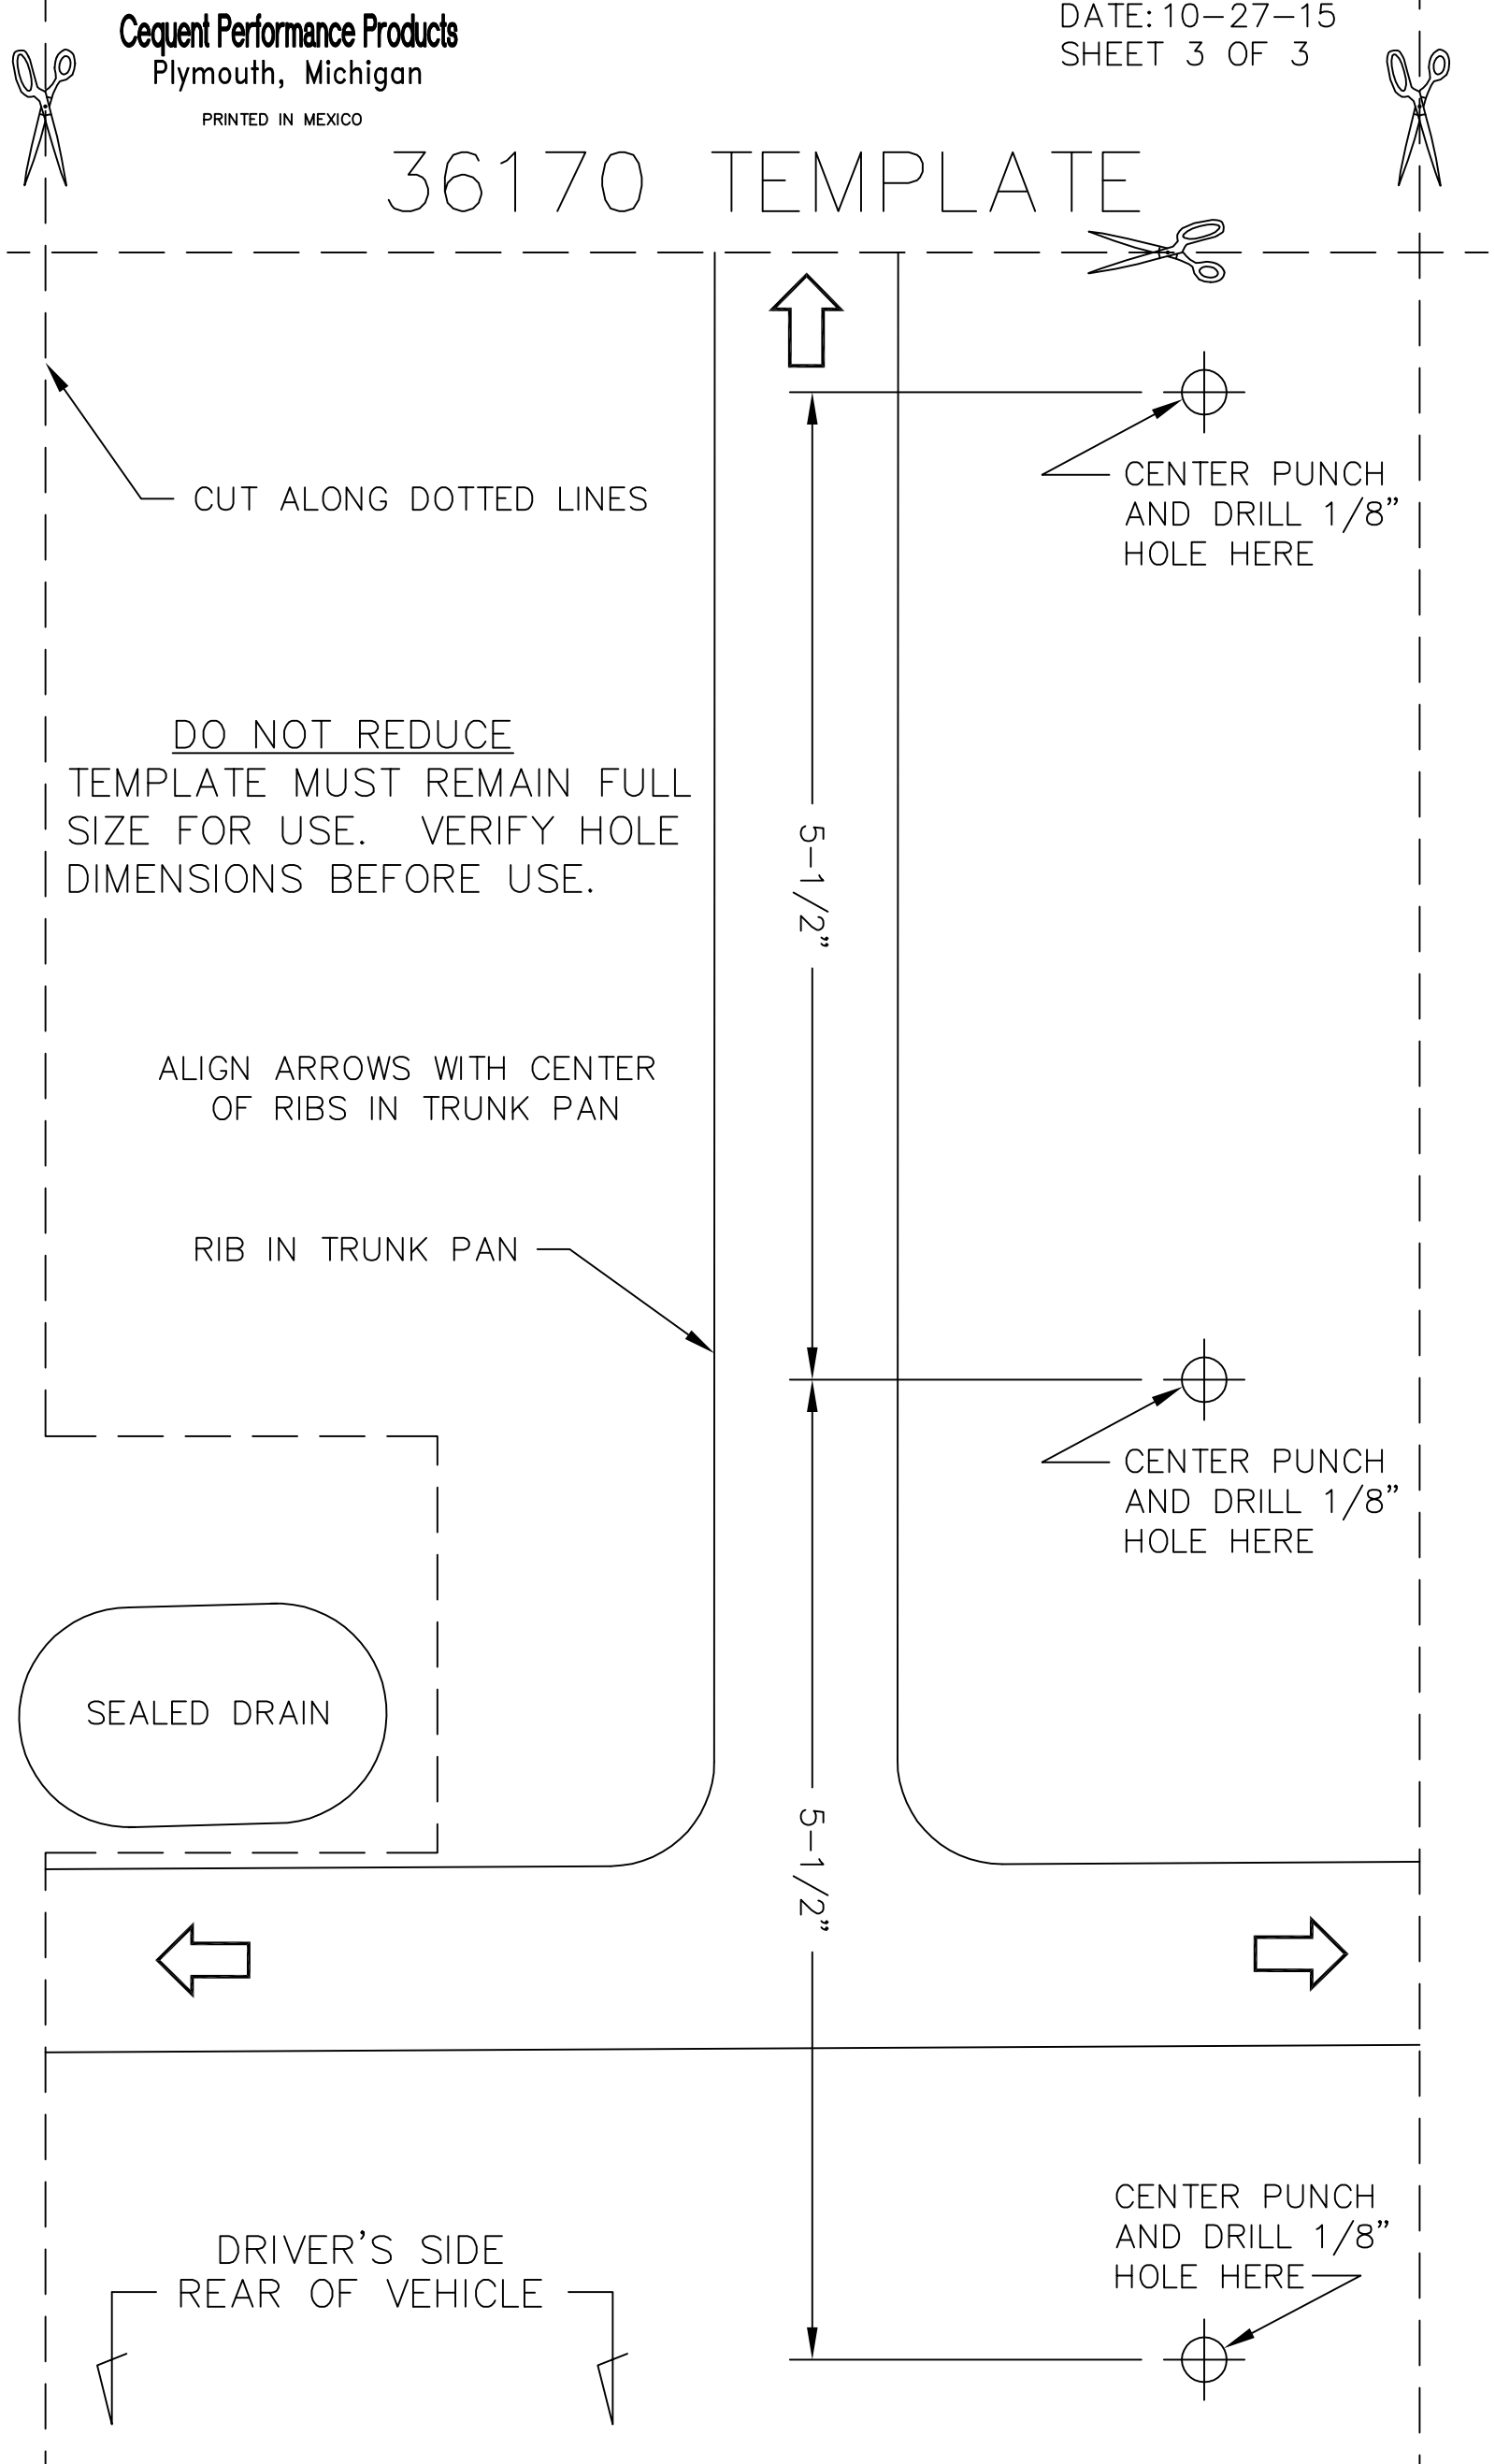 Cequent Performance Products
Plymouth, Michigan
PRINTED IN MEXICO
DATE: 10-27-15
SHEET 3 OF 3
36170 TEMPLATE
CUT ALONG DOTTED LINES
CENTER PUNCH
AND DRILL 1/8”
HOLE HERE
DO NOT REDUCE
TEMPLATE MUST REMAIN FULL
SIZE FOR USE. VERIFY HOLE
DIMENSIONS BEFORE USE.
5-1/2”
ALIGN ARROWS WITH CENTER
OF RIBS IN TRUNK PAN
RIB IN TRUNK PAN
CENTER PUNCH
AND DRILL 1/8”
HOLE HERE
SEALED DRAIN
5-1/2”
DRIVER’S SIDE
REAR OF VEHICLE
CENTER PUNCH
AND DRILL 1/8”
HOLE HERE